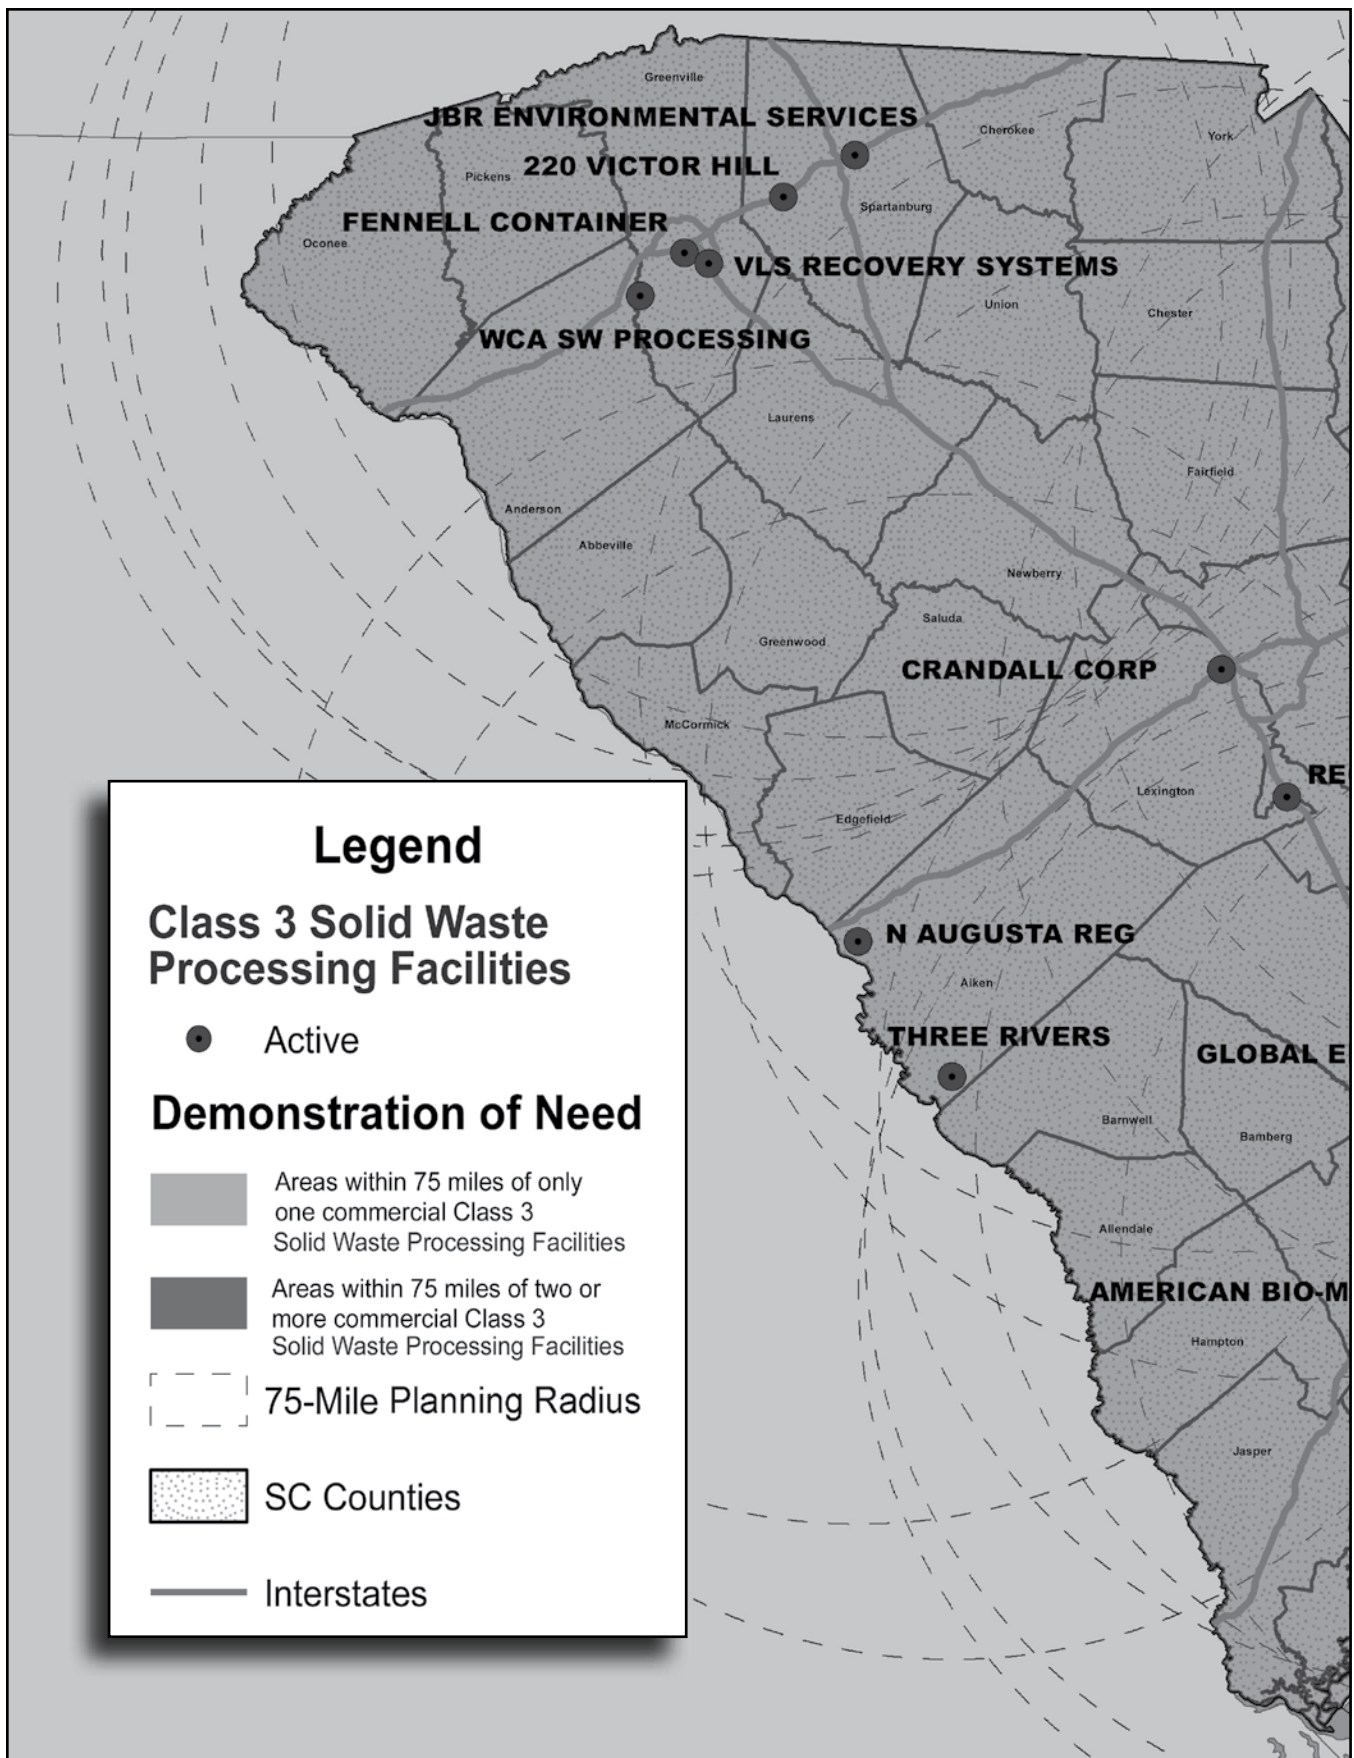 Greenville
JBR ENVIRONMENTAL SERVICES
Cherokee
York
220 VICTOR HILL
Pickens
Spartanburg
FENNELL CONTAINER
Oconee
VLS RECOVERY SYSTEMS
Union
Chester
WCA SW PROCESSING
Laurens
Fairfield
Anderson
Abbeville
Newberry
Saluda
Greenwood
CRANDALL CORP
McCormick
RE
Lexington
Edgefield
N AUGUSTA REG
Aiken
THREE RIVERS
GLOBAL E
Barnwell
Bamberg
Allendale
AMERICAN BIO-M
Hampton
Jasper
Legend
Class 3 Solid Waste
Processing Facilities
Active
Demonstration of Need
Areas within 75 miles of only
one commercial Class 3
Solid Waste Processing Facilities
Areas within 75 miles of two or
more commercial Class 3
Solid Waste Processing Facilities
75-Mile Planning Radius
SC Counties
Interstates